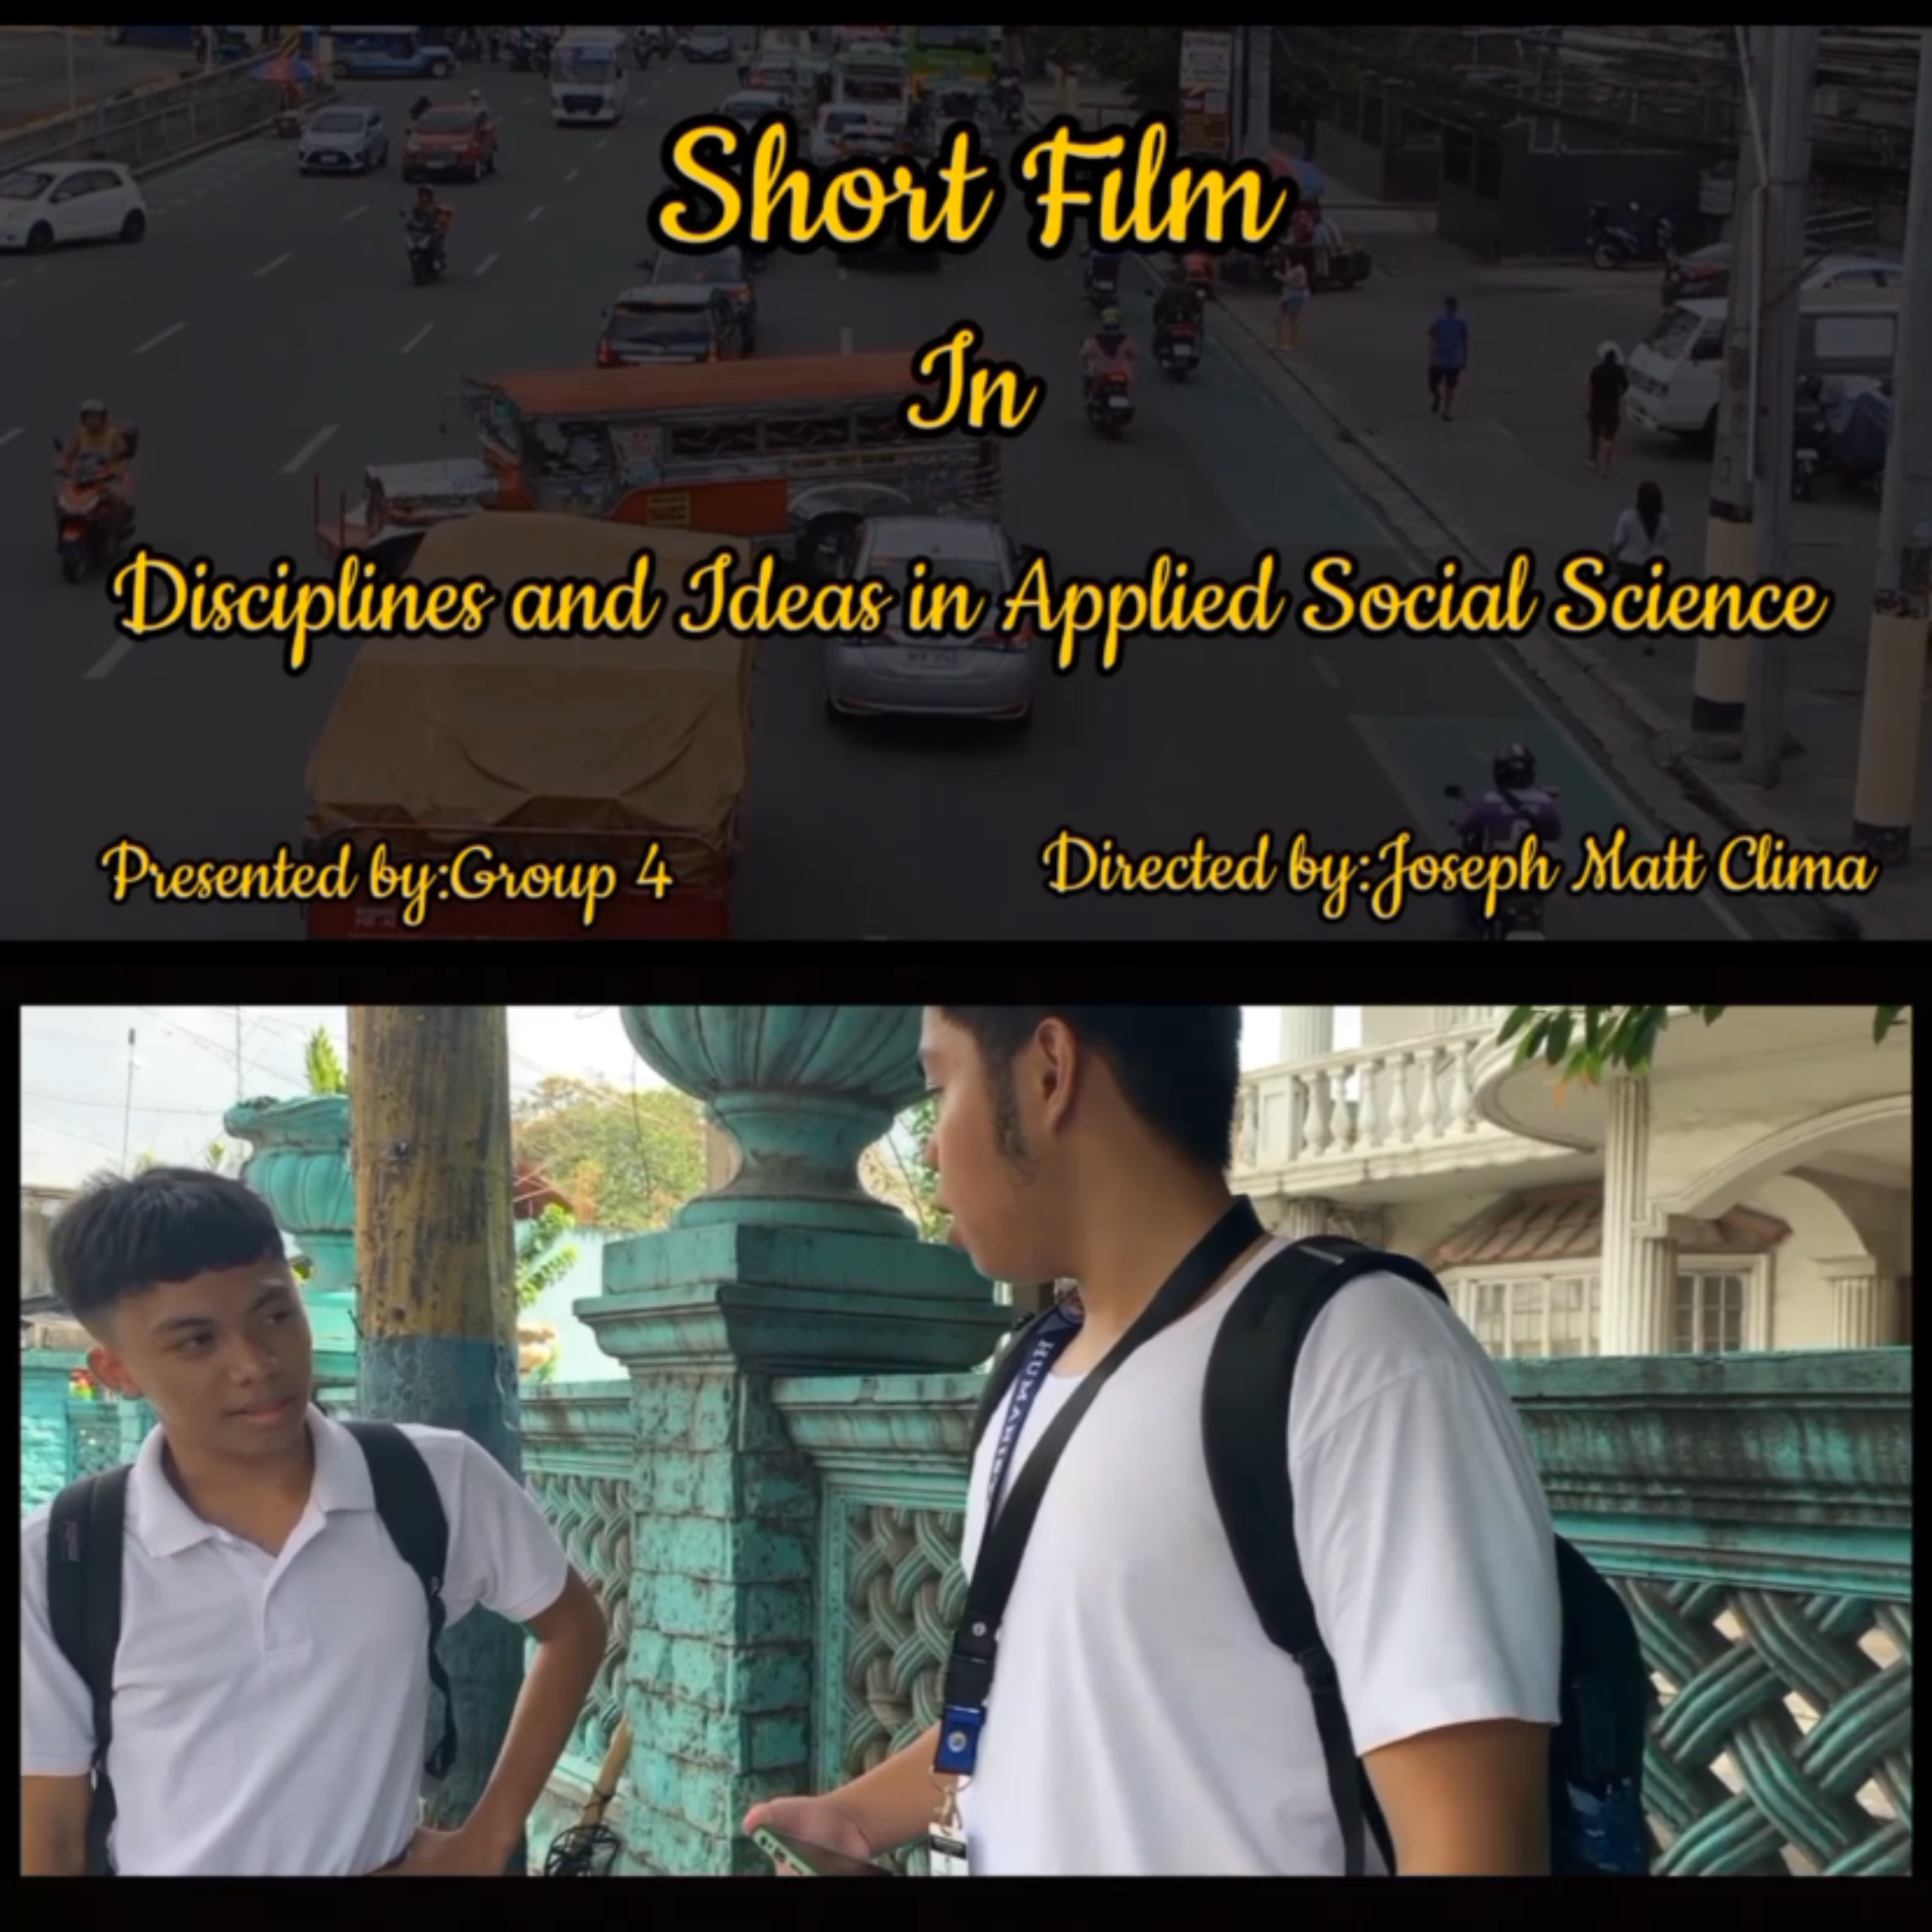 Short Film
In
Disciplines and Ideas in Applied Social Science
Presented by:Group 4
Directed by:Joseph Matt Clima